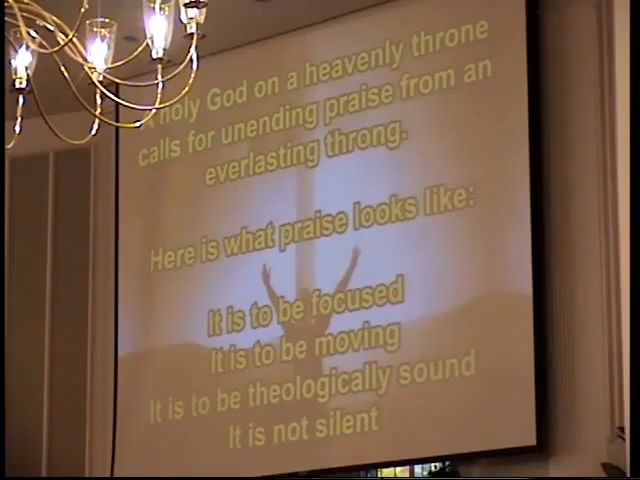 A holy God on a heavenly throne
calls for unending praise from an
everlasting throng.
Here is what praise looks like:
It is to be focused
It is to be moving
It is to be theologically sound
It is not silent